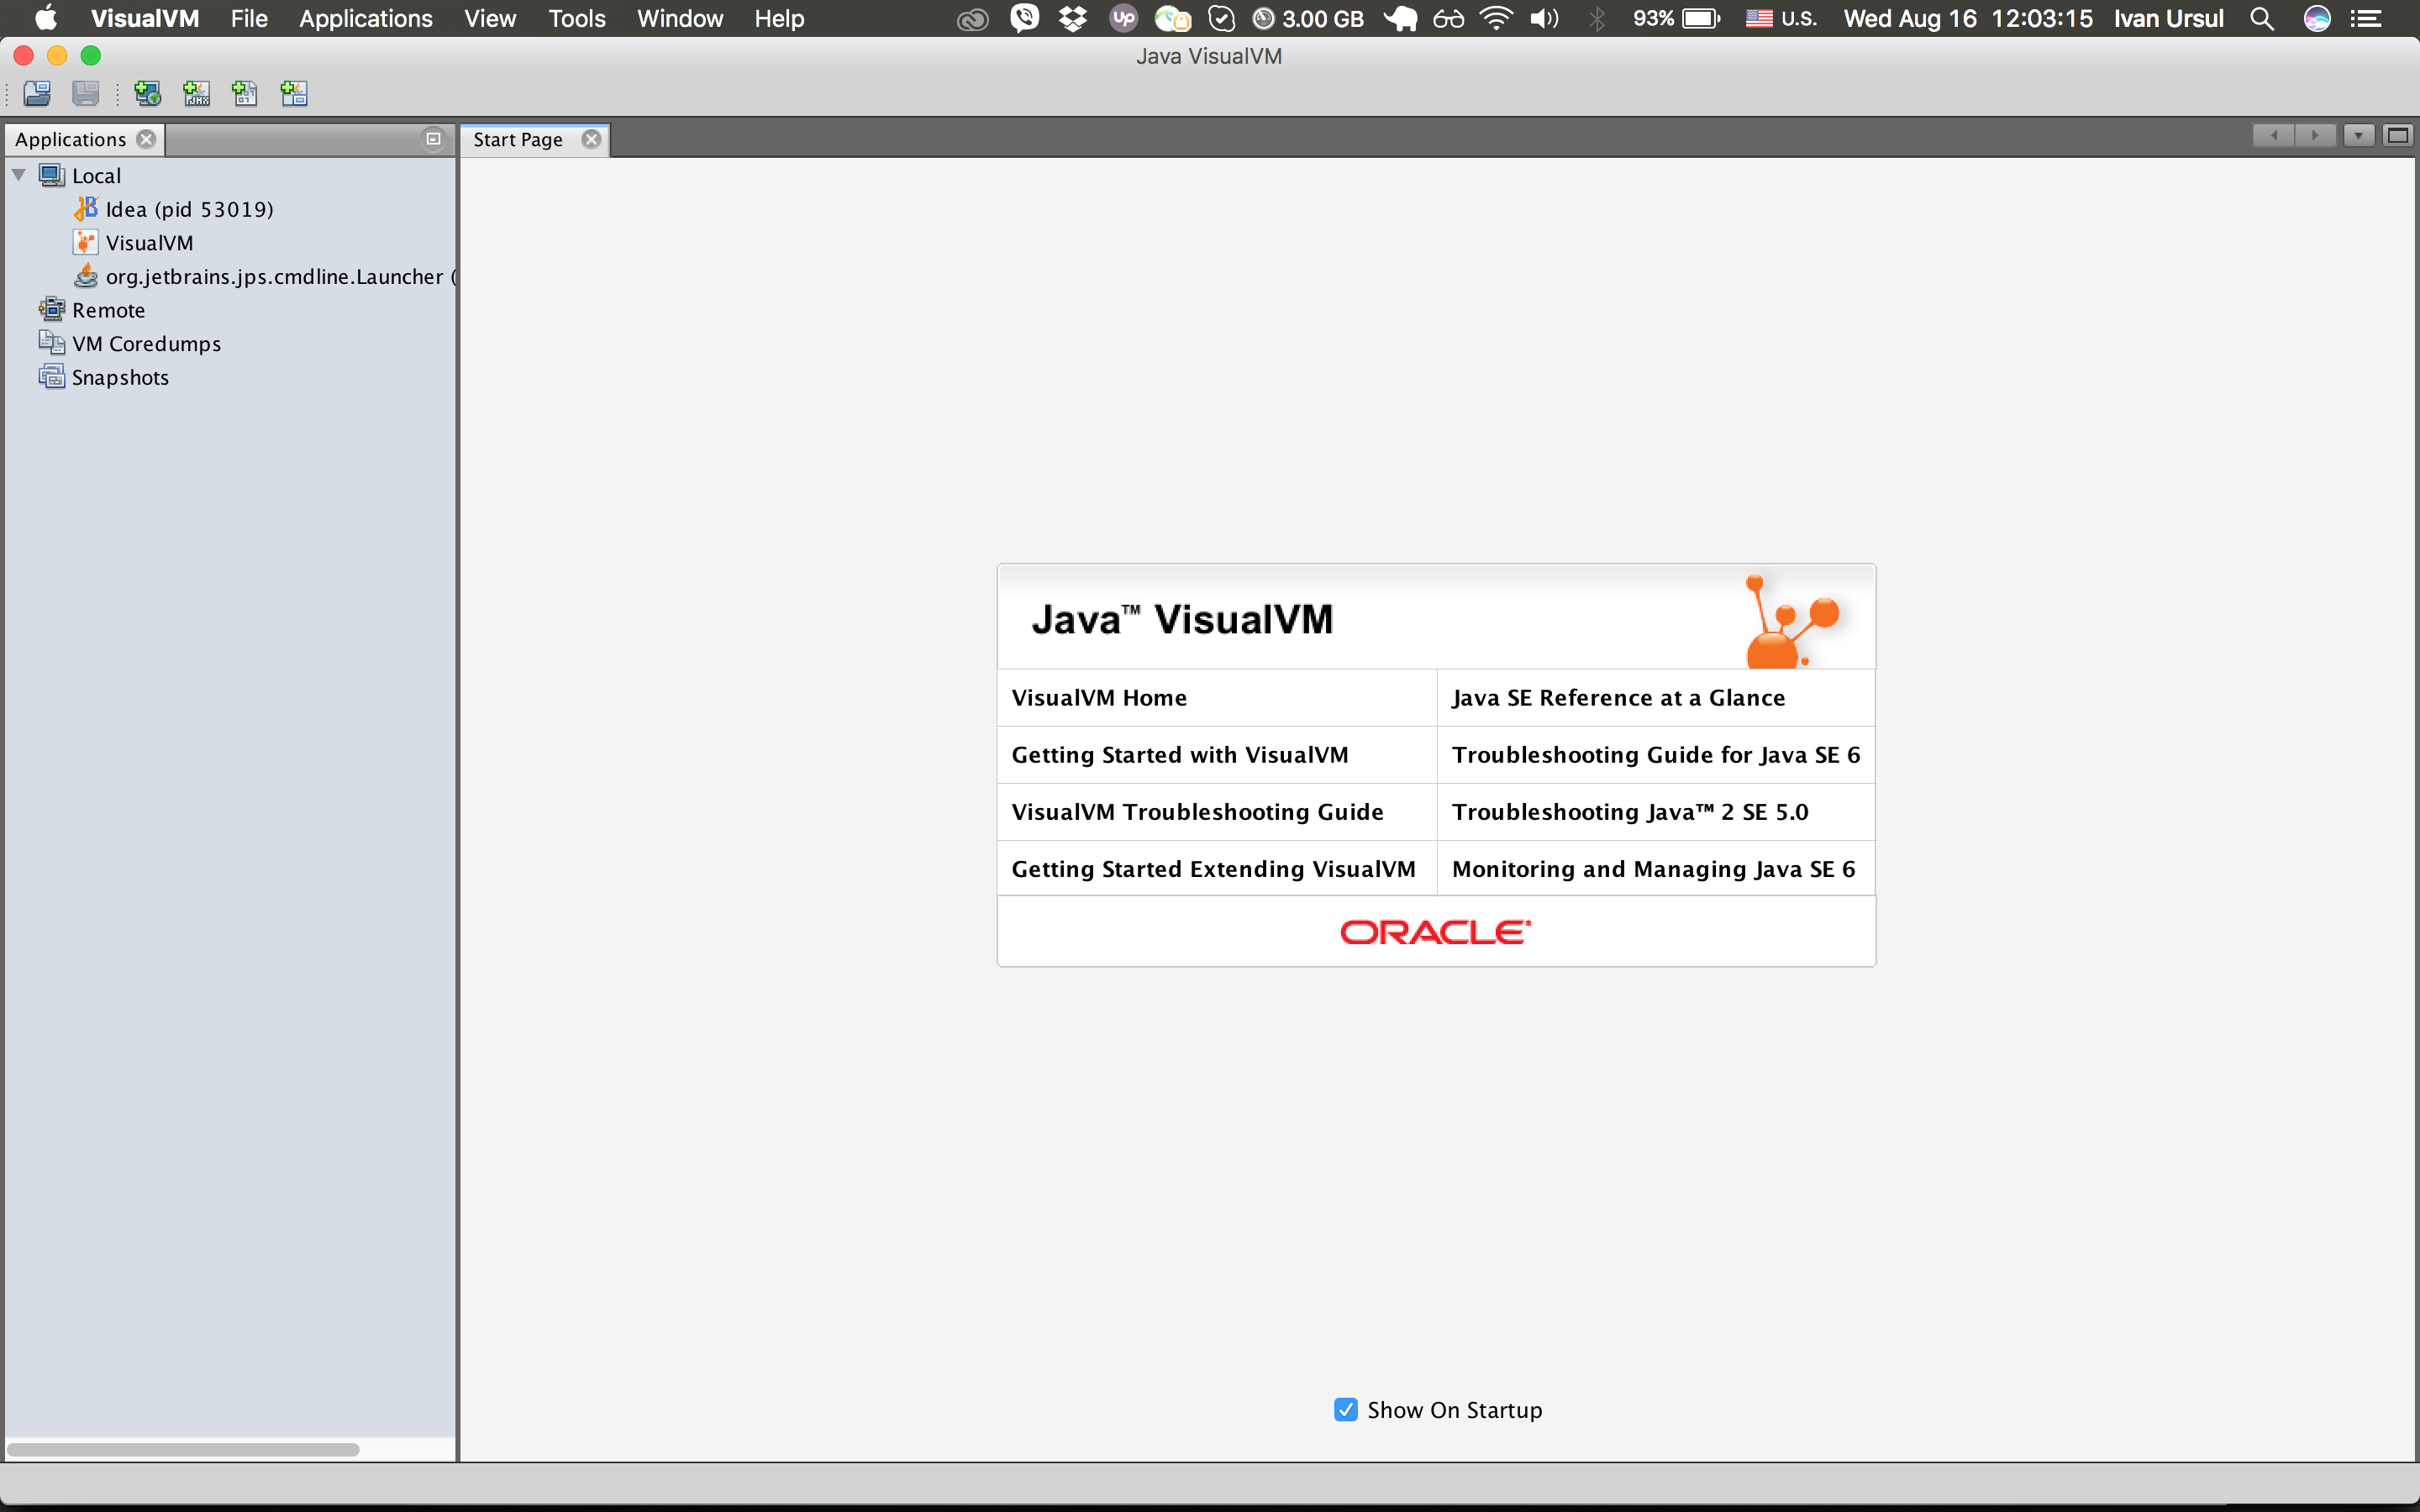 VisualVM File Applications View Tools Window Help Up 3.00 GB 93% U.S. Wed Aug 16 12:03:15 Ivan Ursul
Java VisualVM
JMX
Applications
Start Page
Local
Idea (pid 53019)
VisualVM
org.jetbrains.jps.cmdline.Launcher (
Remote
VM Coredumps
Snapshots
Java™ VisualVM
VisualVM Home
Java SE Reference at a Glance
Getting Started with VisualVM
Troubleshooting Guide for Java SE 6
VisualVM Troubleshooting Guide
Troubleshooting Java™ 2 SE 5.0
Getting Started Extending VisualVM
Monitoring and Managing Java SE 6
ORACLE
Show On Startup